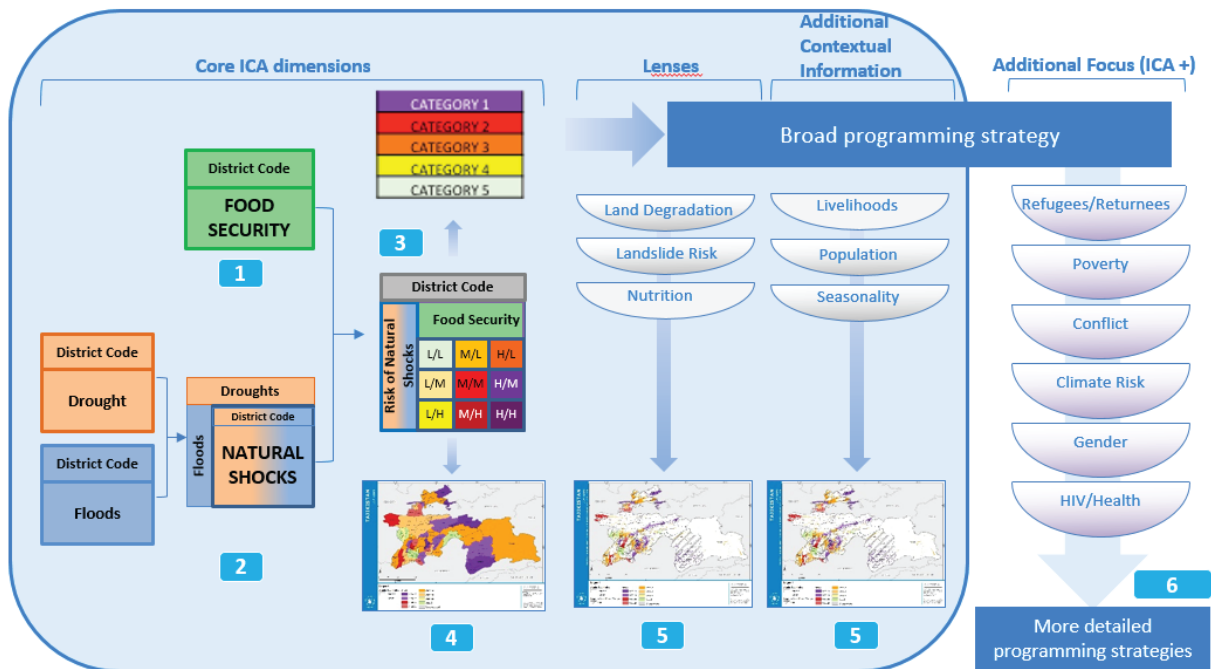 Core ICA dimensions
Lenses
Additional
Contextual
Information
Additional Focus (ICA +)
CATEGORY 1
CATEGORY 2
CATEGORY 3
CATEGORY 4
CATEGORY 5
Broad programming strategy
District Code
FOOD
SECURITY
1
3
Land Degradation
Landslide Risk
Nutrition
Livelihoods
Population
Seasonality
Refugees/Returnees
Poverty
Conflict
Climate Risk
Gender
HIV/Health
District Code
Food Security
Risk of Natural
Shocks
L/L
M/L
H/L
L/M
M/M
H/M
L/H
M/H
H/H
District Code
Drought
District Code
Floods
Droughts
Floods
District Code
NATURAL
SHOCKS
2
TAJIKISTAN
TAJIKISTAN
TAJIKISTAN
4
5
5
6
More detailed
programming strategies